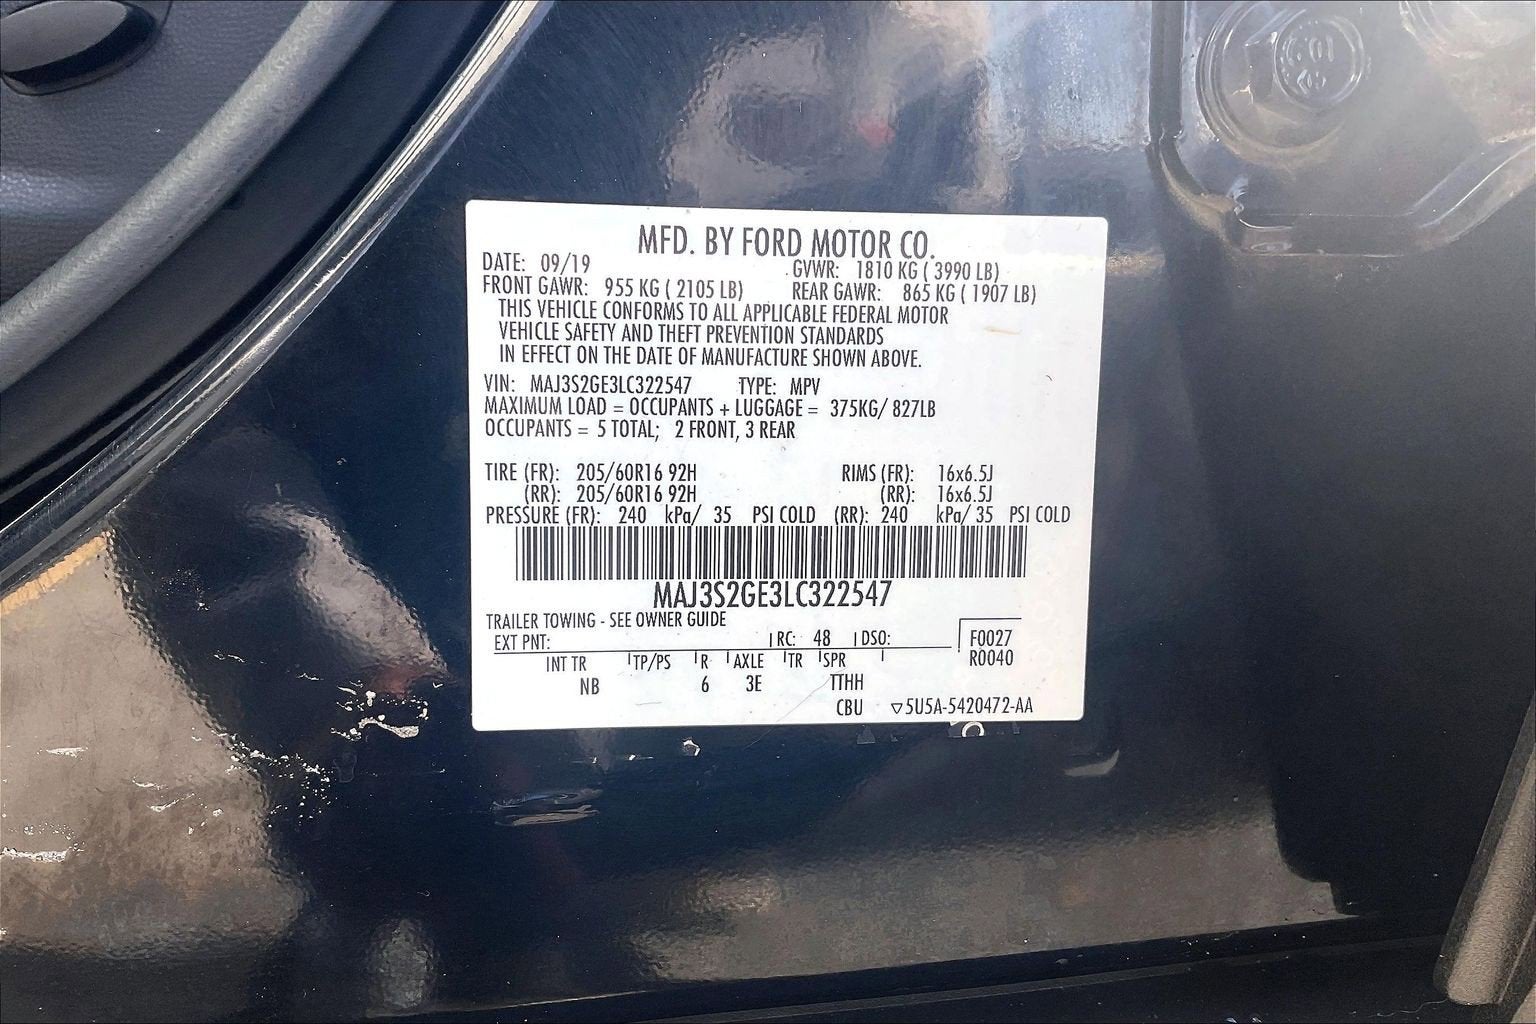 MFD. BY FORD MOTOR CO.
DATE: 09/19 GVWR: 1810 KG ( 3990 LB)
FRONT GAWR: 955 KG ( 2105 LB) REAR GAWR: 865 KG ( 1907 LB)
THIS VEHICLE CONFORMS TO ALL APPLICABLE FEDERAL MOTOR
VEHICLE SAFETY AND THEFT PREVENTION STANDARDS
IN EFFECT ON THE DATE OF MANUFACTURE SHOWN ABOVE.
VIN: MAJ3S2GE3LC322547 TYPE: MPV
MAXIMUM LOAD = OCCUPANTS + LUGGAGE = 375KG/ 827LB
OCCUPANTS = 5 TOTAL; 2 FRONT, 3 REAR
TIRE (FR): 205/60R16 92H RIMS (FR): 16x6.5J
(RR): 205/60R16 92H (RR): 16x6.5J
PRESSURE (FR): 240 kPa/ 35 PSI COLD (RR): 240 kPa/ 35 PSI COLD
MAJ3S2GE3LC322547
TRAILER TOWING - SEE OWNER GUIDE
EXT PNT: RC: 48 DSO: F0027
INT TR TP/PS R AXLE TR SPR R0040
NB 6 3E TTHH
CBU ▽5U5A-5420472-AA